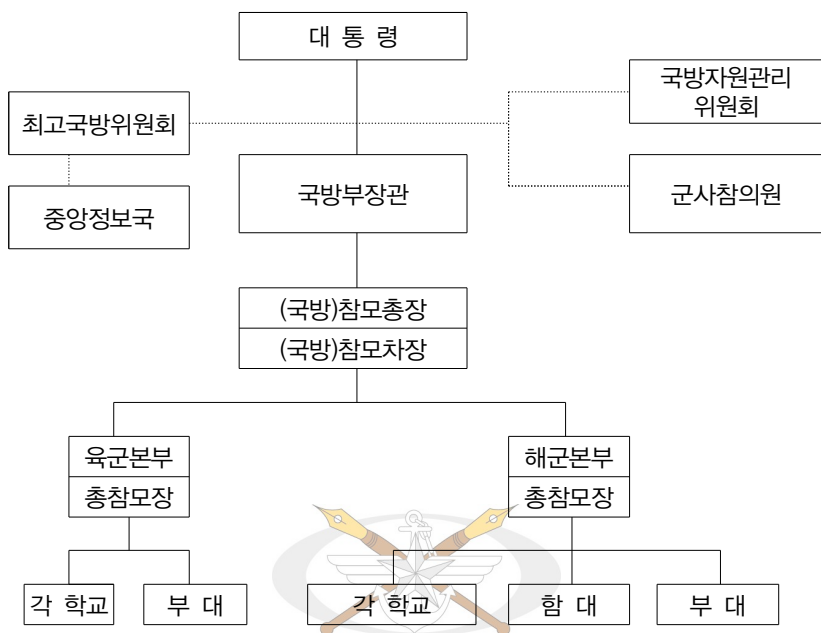 대 통 령
국방자원관리
위원회
최고국방위원회
국방부장관
군사참의원
중앙정보국
(국방)참모총장
(국방)참모차장
육군본부
총참모장
해군본부
총참모장
각 학교
부 대
각 학교
함 대
부 대